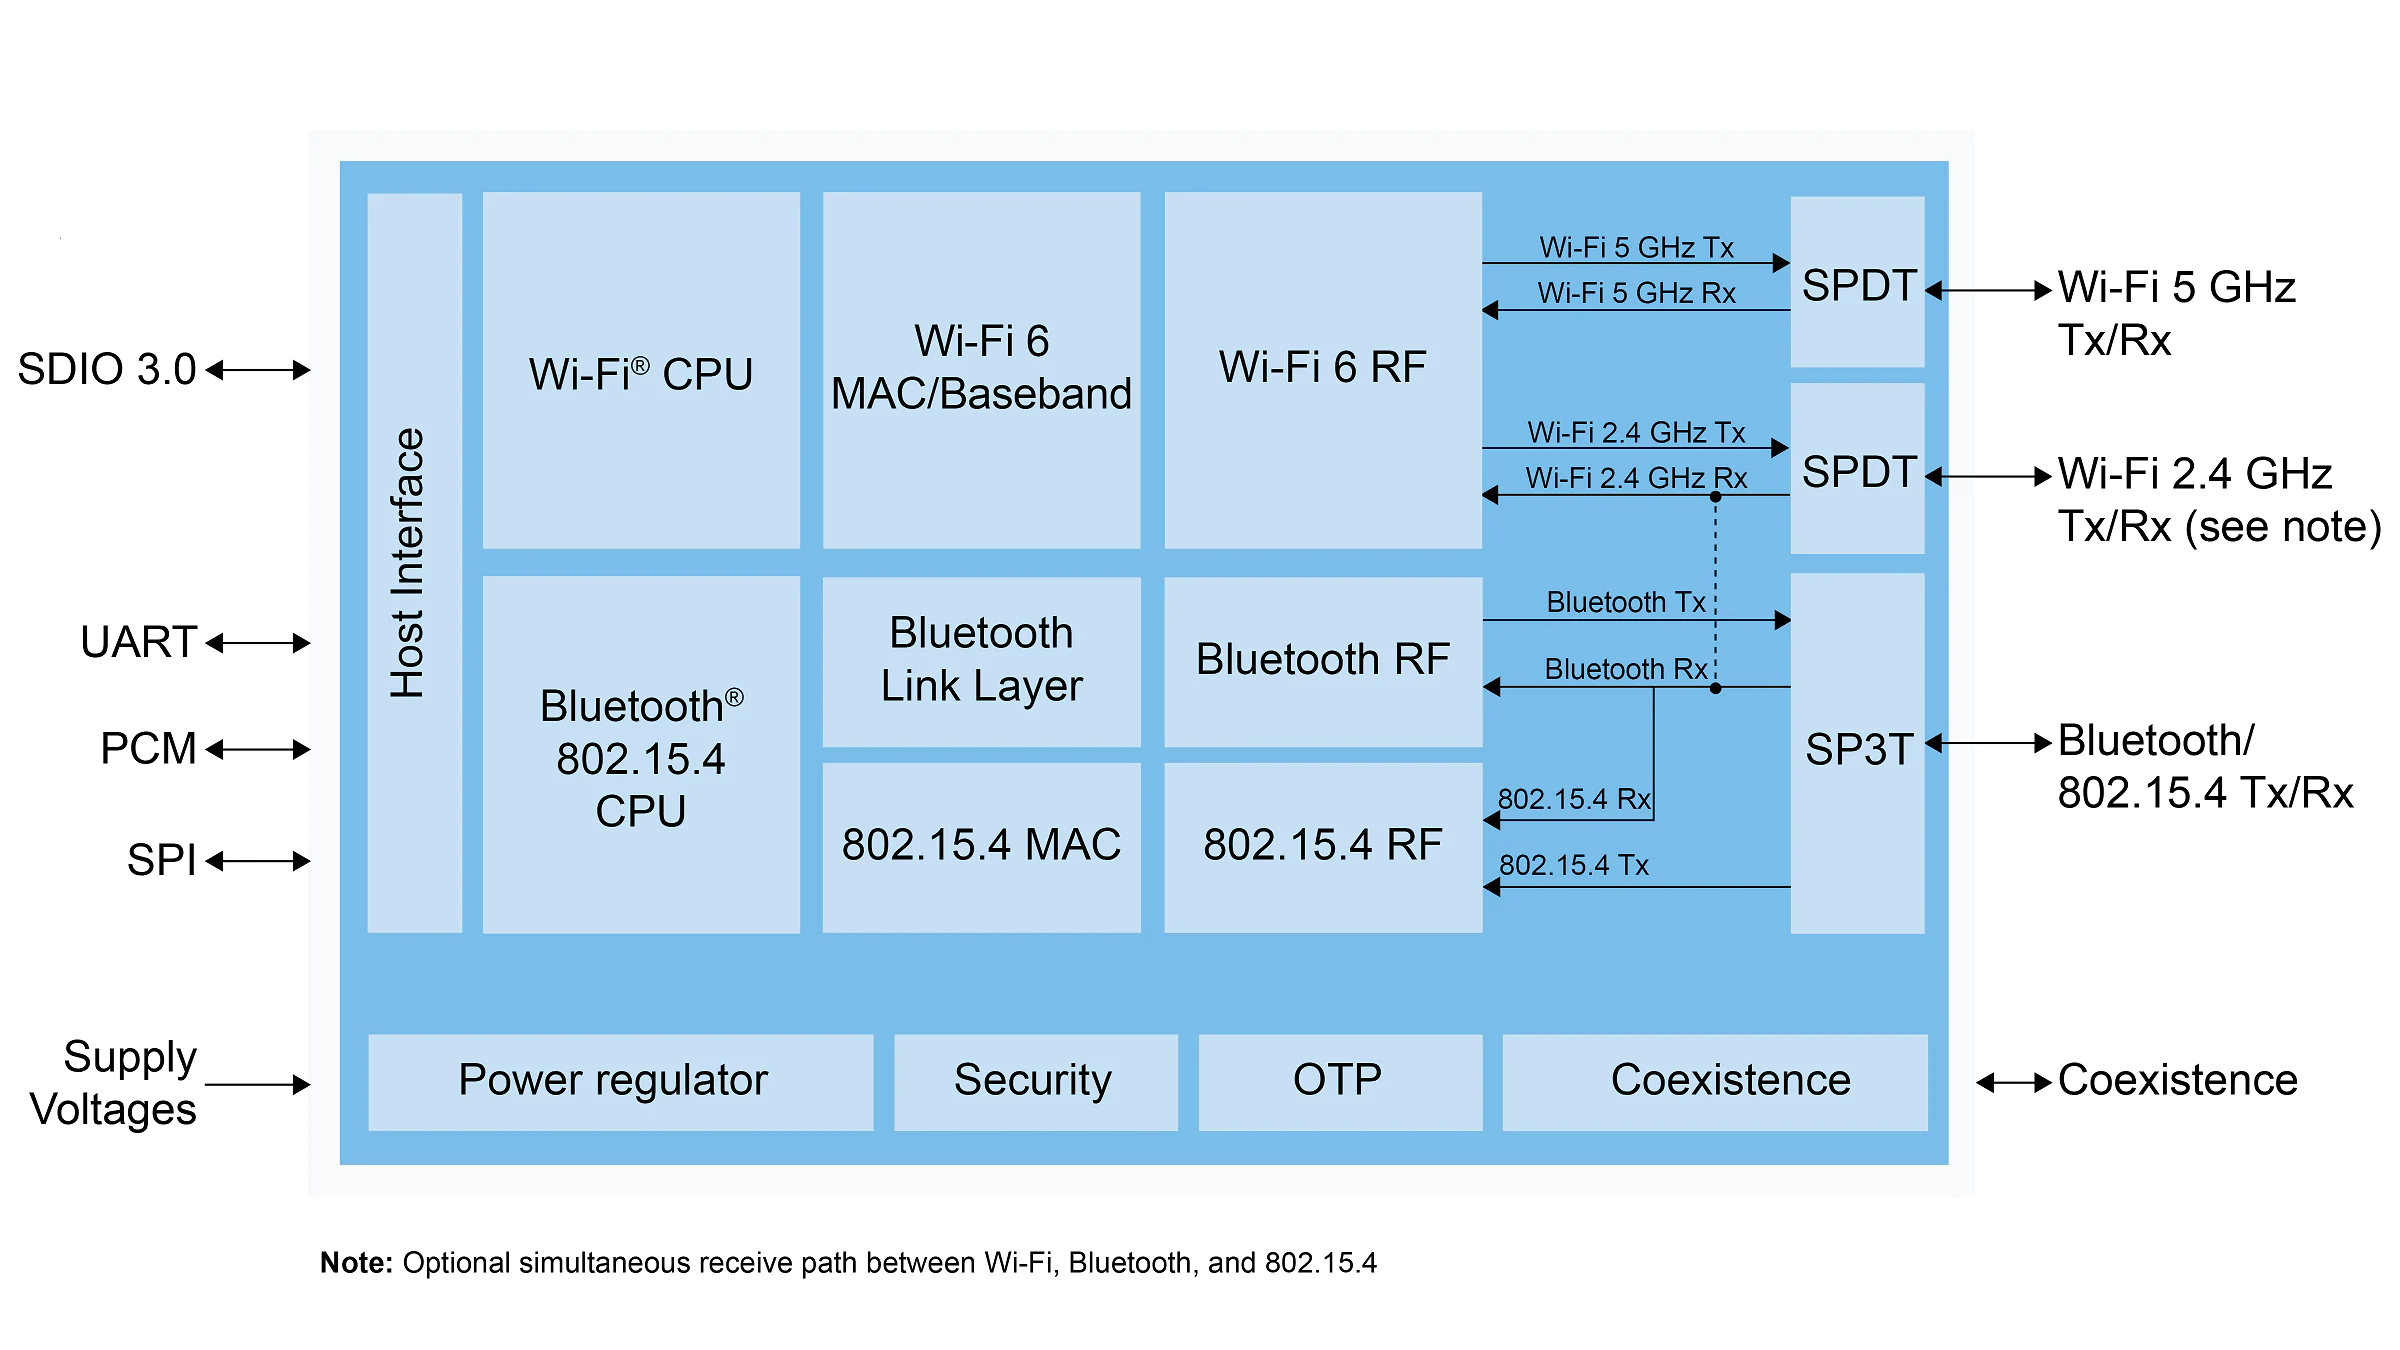 SDIO 3.0
UART
PCM
SPI
Supply
Voltages
Host Interface
Wi-Fi® CPU
Wi-Fi 6
MAC/Baseband
Wi-Fi 6 RF
Bluetooth®
802.15.4
CPU
Bluetooth
Link Layer
Bluetooth RF
802.15.4 MAC
802.15.4 RF
Wi-Fi 5 GHz Tx
Wi-Fi 5 GHz Rx
Wi-Fi 2.4 GHz Tx
Wi-Fi 2.4 GHz Rx
Bluetooth Tx
Bluetooth Rx
802.15.4 Rx
802.15.4 Tx
SPDT
SPDT
SP3T
Wi-Fi 5 GHz
Tx/Rx
Wi-Fi 2.4 GHz
Tx/Rx (see note)
Bluetooth/
802.15.4 Tx/Rx
Power regulator
Security
OTP
Coexistence
Coexistence
Note: Optional simultaneous receive path between Wi-Fi, Bluetooth, and 802.15.4